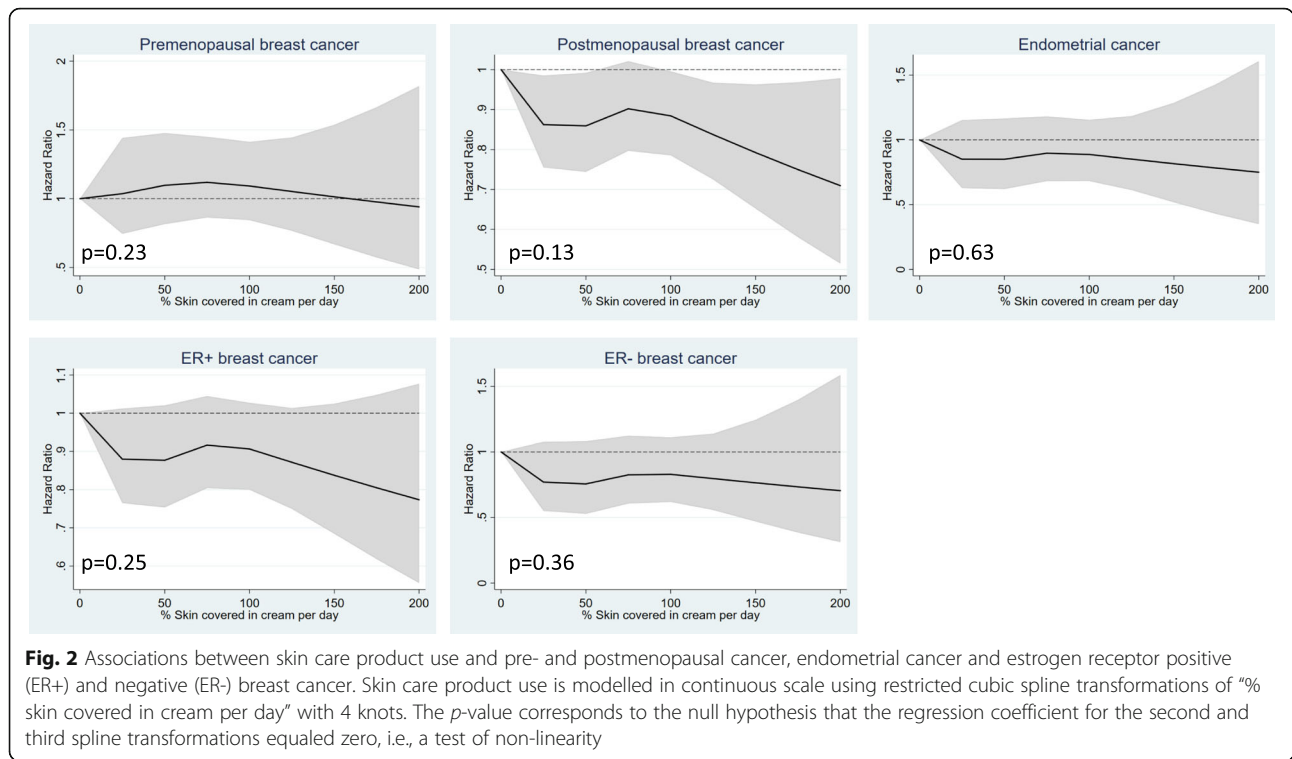 Premenopausal breast cancer
Hazard Ratio
2
1.5
1
.5
p=0.23
0 50 100 150 200
% Skin covered in cream per day
Postmenopausal breast cancer
Hazard Ratio
1
.9
.8
.7
.6
.5
p=0.13
0 50 100 150 200
% Skin covered in cream per day
Endometrial cancer
Hazard Ratio
1.5
1
.5
0
p=0.63
0 50 100 150 200
% Skin covered in cream per day
ER+ breast cancer
Hazard Ratio
1.1
1
.9
.8
.7
.6
p=0.25
0 50 100 150 200
% Skin covered in cream per day
ER- breast cancer
Hazard Ratio
1.5
1
.5
0
p=0.36
0 50 100 150 200
% Skin covered in cream per day
Fig. 2 Associations between skin care product use and pre- and postmenopausal cancer, endometrial cancer and estrogen receptor positive
(ER+) and negative (ER-) breast cancer. Skin care product use is modelled in continuous scale using restricted cubic spline transformations of “%
skin covered in cream per day” with 4 knots. The p-value corresponds to the null hypothesis that the regression coefficient for the second and
third spline transformations equaled zero, i.e., a test of non-linearity